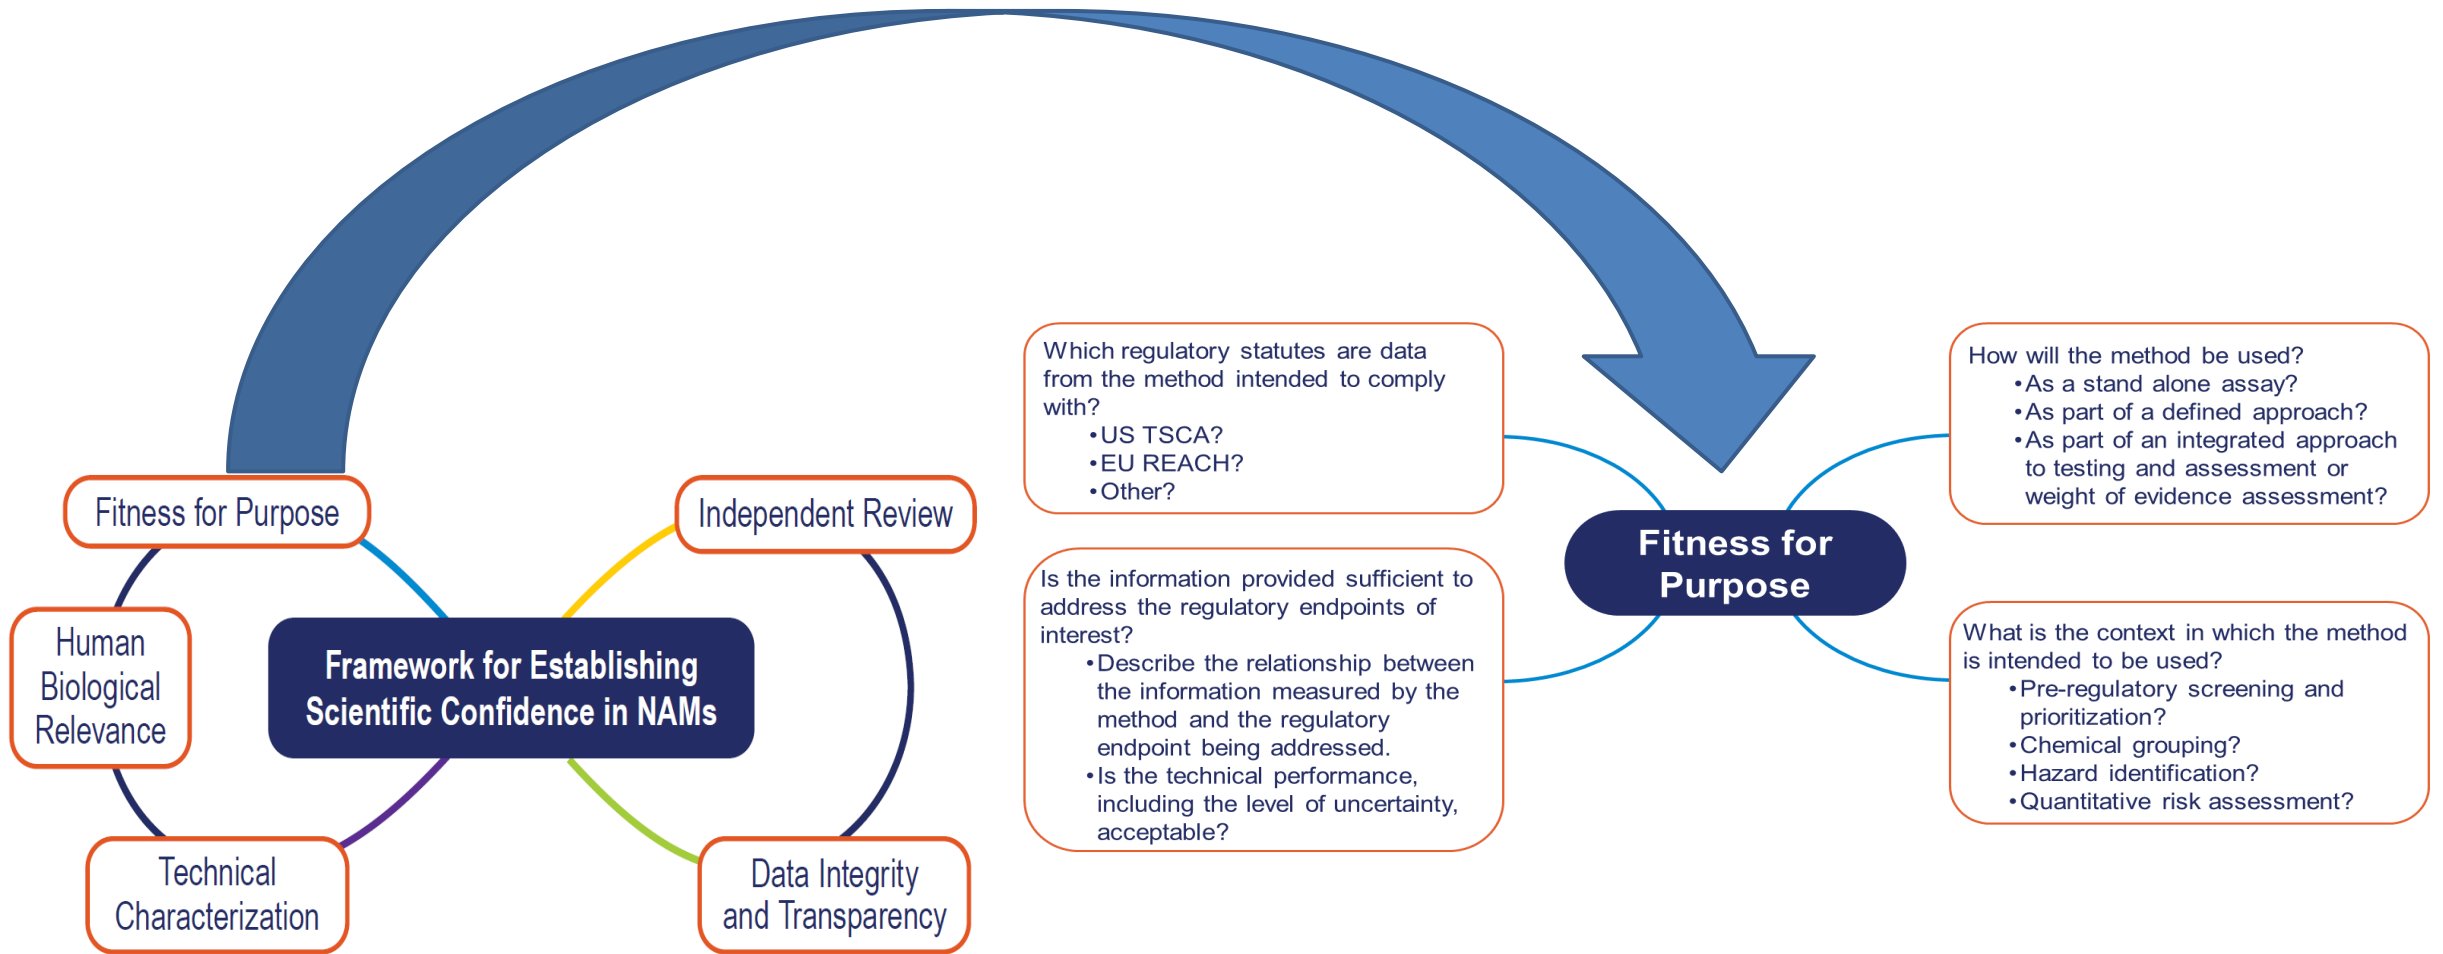 Fitness for Purpose
Independent Review
Human
Biological
Relevance
Framework for Establishing
Scientific Confidence in NAMs
Technical
Characterization
Data Integrity
and Transparency
Which regulatory statutes are data
from the method intended to comply
with?
•US TSCA?
•EU REACH?
•Other?
Is the information provided sufficient to
address the regulatory endpoints of
interest?
•Describe the relationship between
the information measured by the
method and the regulatory
endpoint being addressed.
•Is the technical performance,
including the level of uncertainty,
acceptable?
Fitness for
Purpose
How will the method be used?
•As a stand alone assay?
•As part of a defined approach?
•As part of an integrated approach
to testing and assessment or
weight of evidence assessment?
What is the context in which the method
is intended to be used?
•Pre-regulatory screening and
prioritization?
•Chemical grouping?
•Hazard identification?
•Quantitative risk assessment?